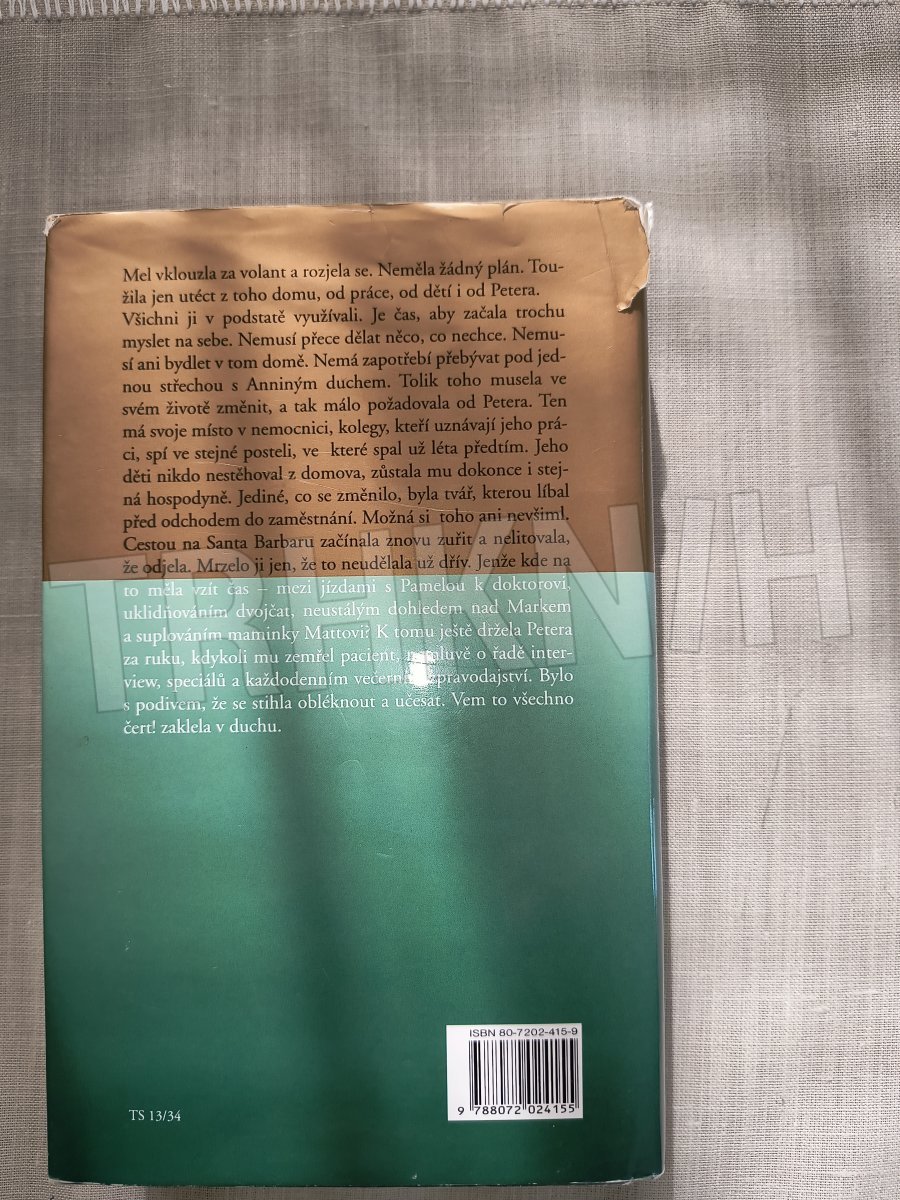 Mel vklouzla za volant a rozjela se. Neměla žádný plán. Tou-
žila jen utéct z toho domu, od práce, od dětí i od Petera.
Všichni ji v podstatě využívali. Je čas, aby začala trochu
myslet na sebe. Nemusí přece dělat něco, co nechce. Nemu-
sí ani bydlet v tom domě. Nemá zapotřebí přebývat pod jed-
nou střechou s Anniným duchem. Tolik toho musela ve
svém životě změnit, a tak málo požadovala od Petera. Ten
má svoje místo v nemocnici, kolegy, kteří uznávají jeho prá-
ci, spí ve stejné posteli, ve které spal už léta předtím. Jeho
děti nikdo nestěhoval z domova, zůstala mu dokonce i stej-
ná hospodyně. Jediné, co se změnilo, byla tvář, kterou líbal
před odchodem do zaměstnání. Možná si toho ani nevšiml.
Cestou na Santa Barbaru začínala znovu zuřit a nelitovala,
že odjela. Mrzelo ji jen, že to neudělala už dřív. Jenže kde na
to měla vzít čas – mezi jízdami s Pamelou k doktorovi,
uklidňováním dvojčat, neustálým dohledem nad Markem
a suplováním maminky Mattovi? K tomu ještě držela Petera
za ruku, kdykoli mu zemřel pacient, nemluvě o řadě inter-
view, speciálů a každodenním večerním zpravodajství. Bylo
s podivem, že se stihla obléknout a učesat. Vem to všechno
čert! zaklela v duchu.
TRHKNIH
ISBN 80-7202-415-9
9 788072 024155
TS 13/34